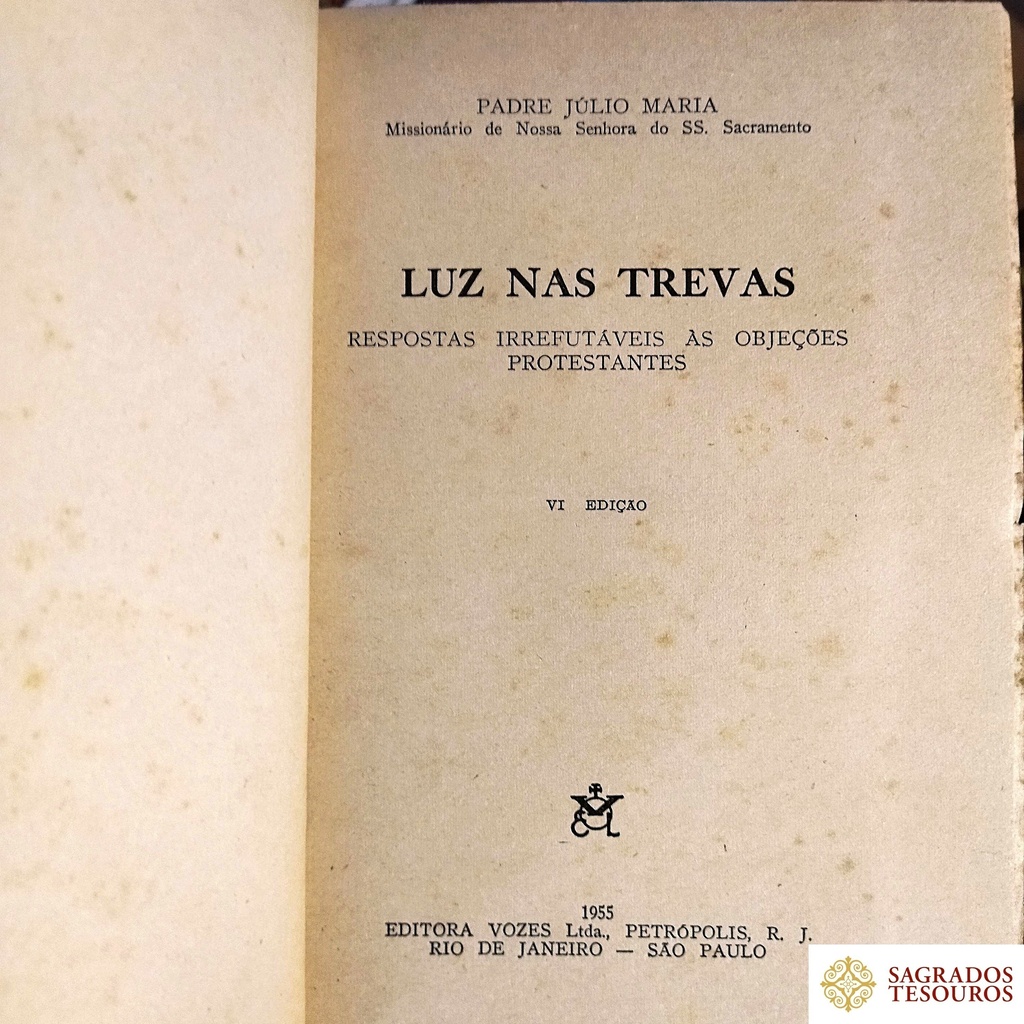 PADRE JÚLIO MARIA
Missionário de Nossa Senhora do SS. Sacramento
LUZ NAS TREVAS
RESPOSTAS IRREFUTÁVEIS ÀS OBJEÇÕES
PROTESTANTES
VI EDIÇÃO
1955
EDITORA VOZES Ltda., PETRÓPOLIS, R. J.
RIO DE JANEIRO — SÃO PAULO
SAGRADOS
TESOUROS